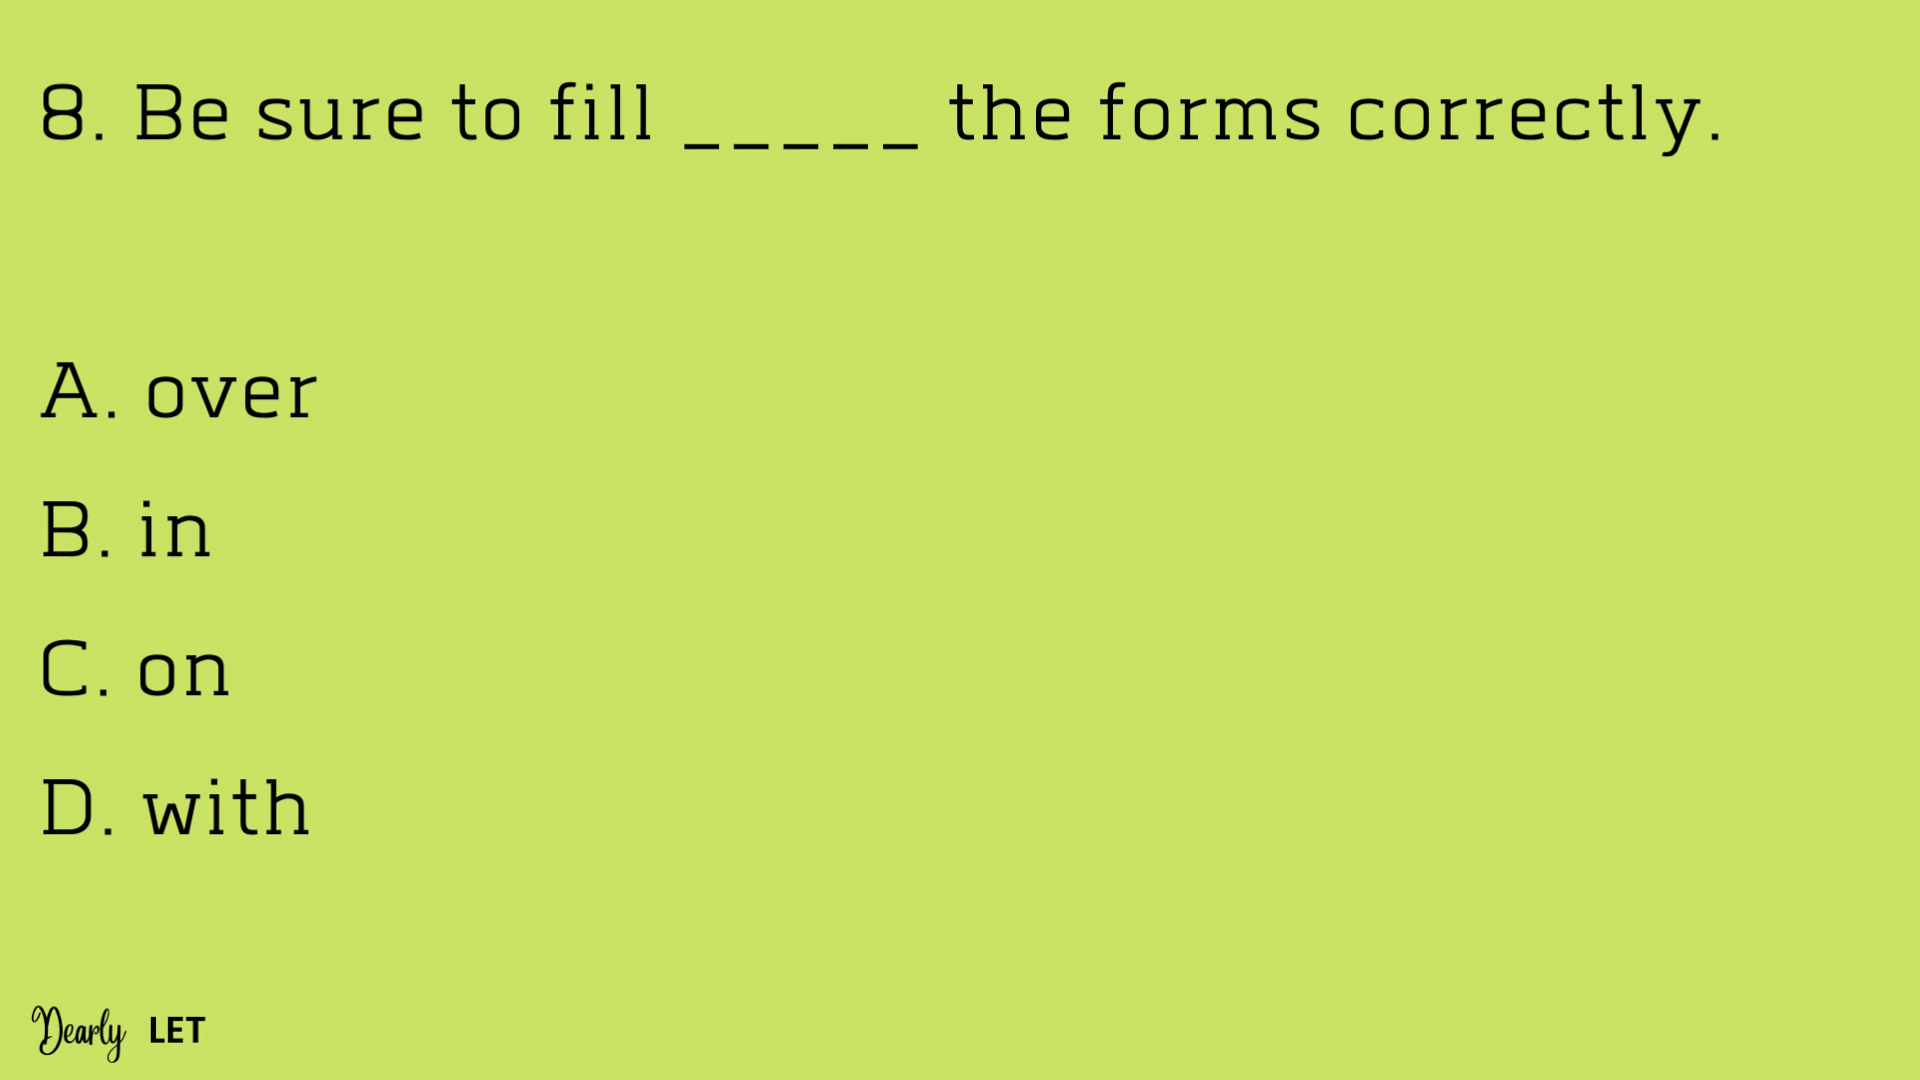 8. Be sure to fill _____ the forms correctly.
A. over
B. in
C. on
D. with
Dearly LET